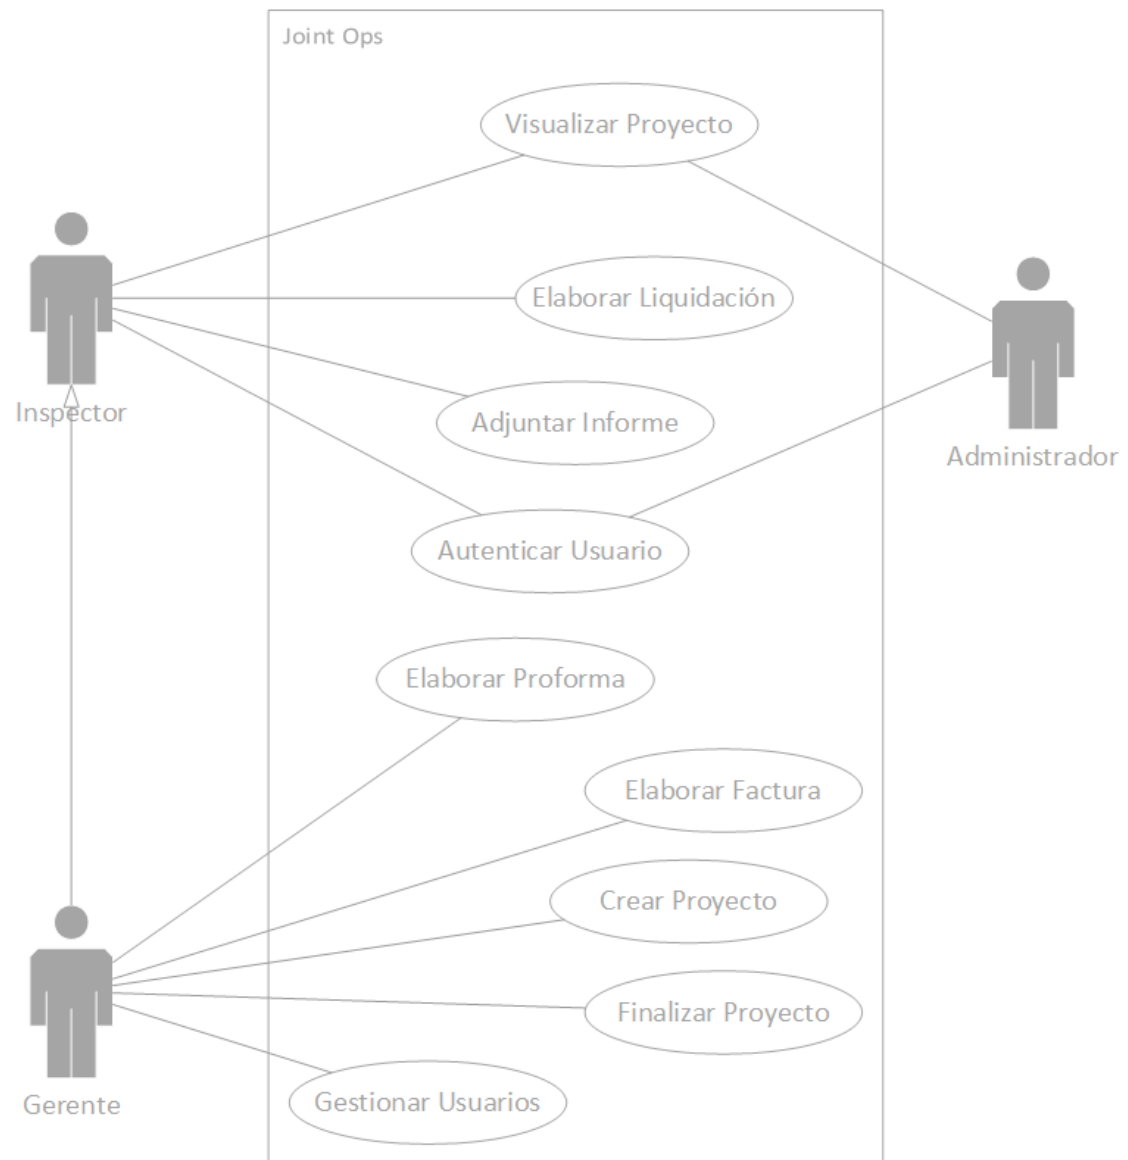 Joint Ops
Visualizar Proyecto
Elaborar Liquidación
Inspector
Adjuntar Informe
Administrador
Autenticar Usuario
Elaborar Proforma
Elaborar Factura
Crear Proyecto
Finalizar Proyecto
Gestionar Usuarios
Gerente